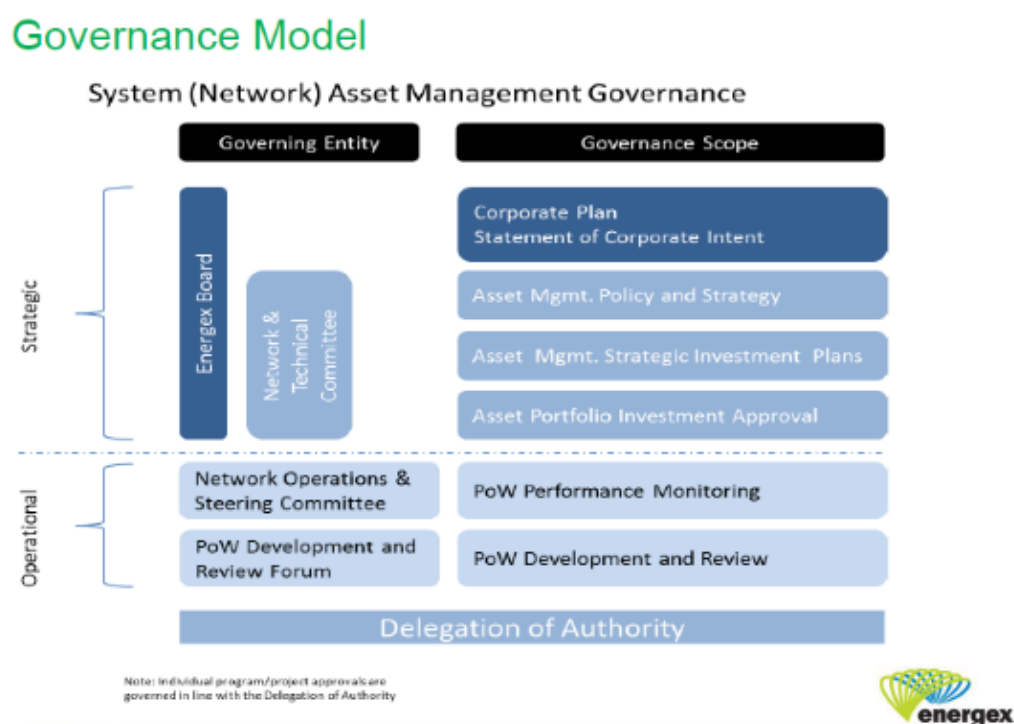 Governance Model
System (Network) Asset Management Governance
Governing Entity
Governance Scope
Strategic
Energex Board
Network &
Technical
Committee
Corporate Plan
Statement of Corporate Intent
Asset Mgmt. Policy and Strategy
Asset Mgmt. Strategic Investment Plans
Asset Portfolio Investment Approval
Operational
Network Operations &
Steering Committee
PoW Performance Monitoring
PoW Development and
Review Forum
PoW Development and Review
Delegation of Authority
Note: Individual program/project approvals are
governed in line with the Delegation of Authority
energex